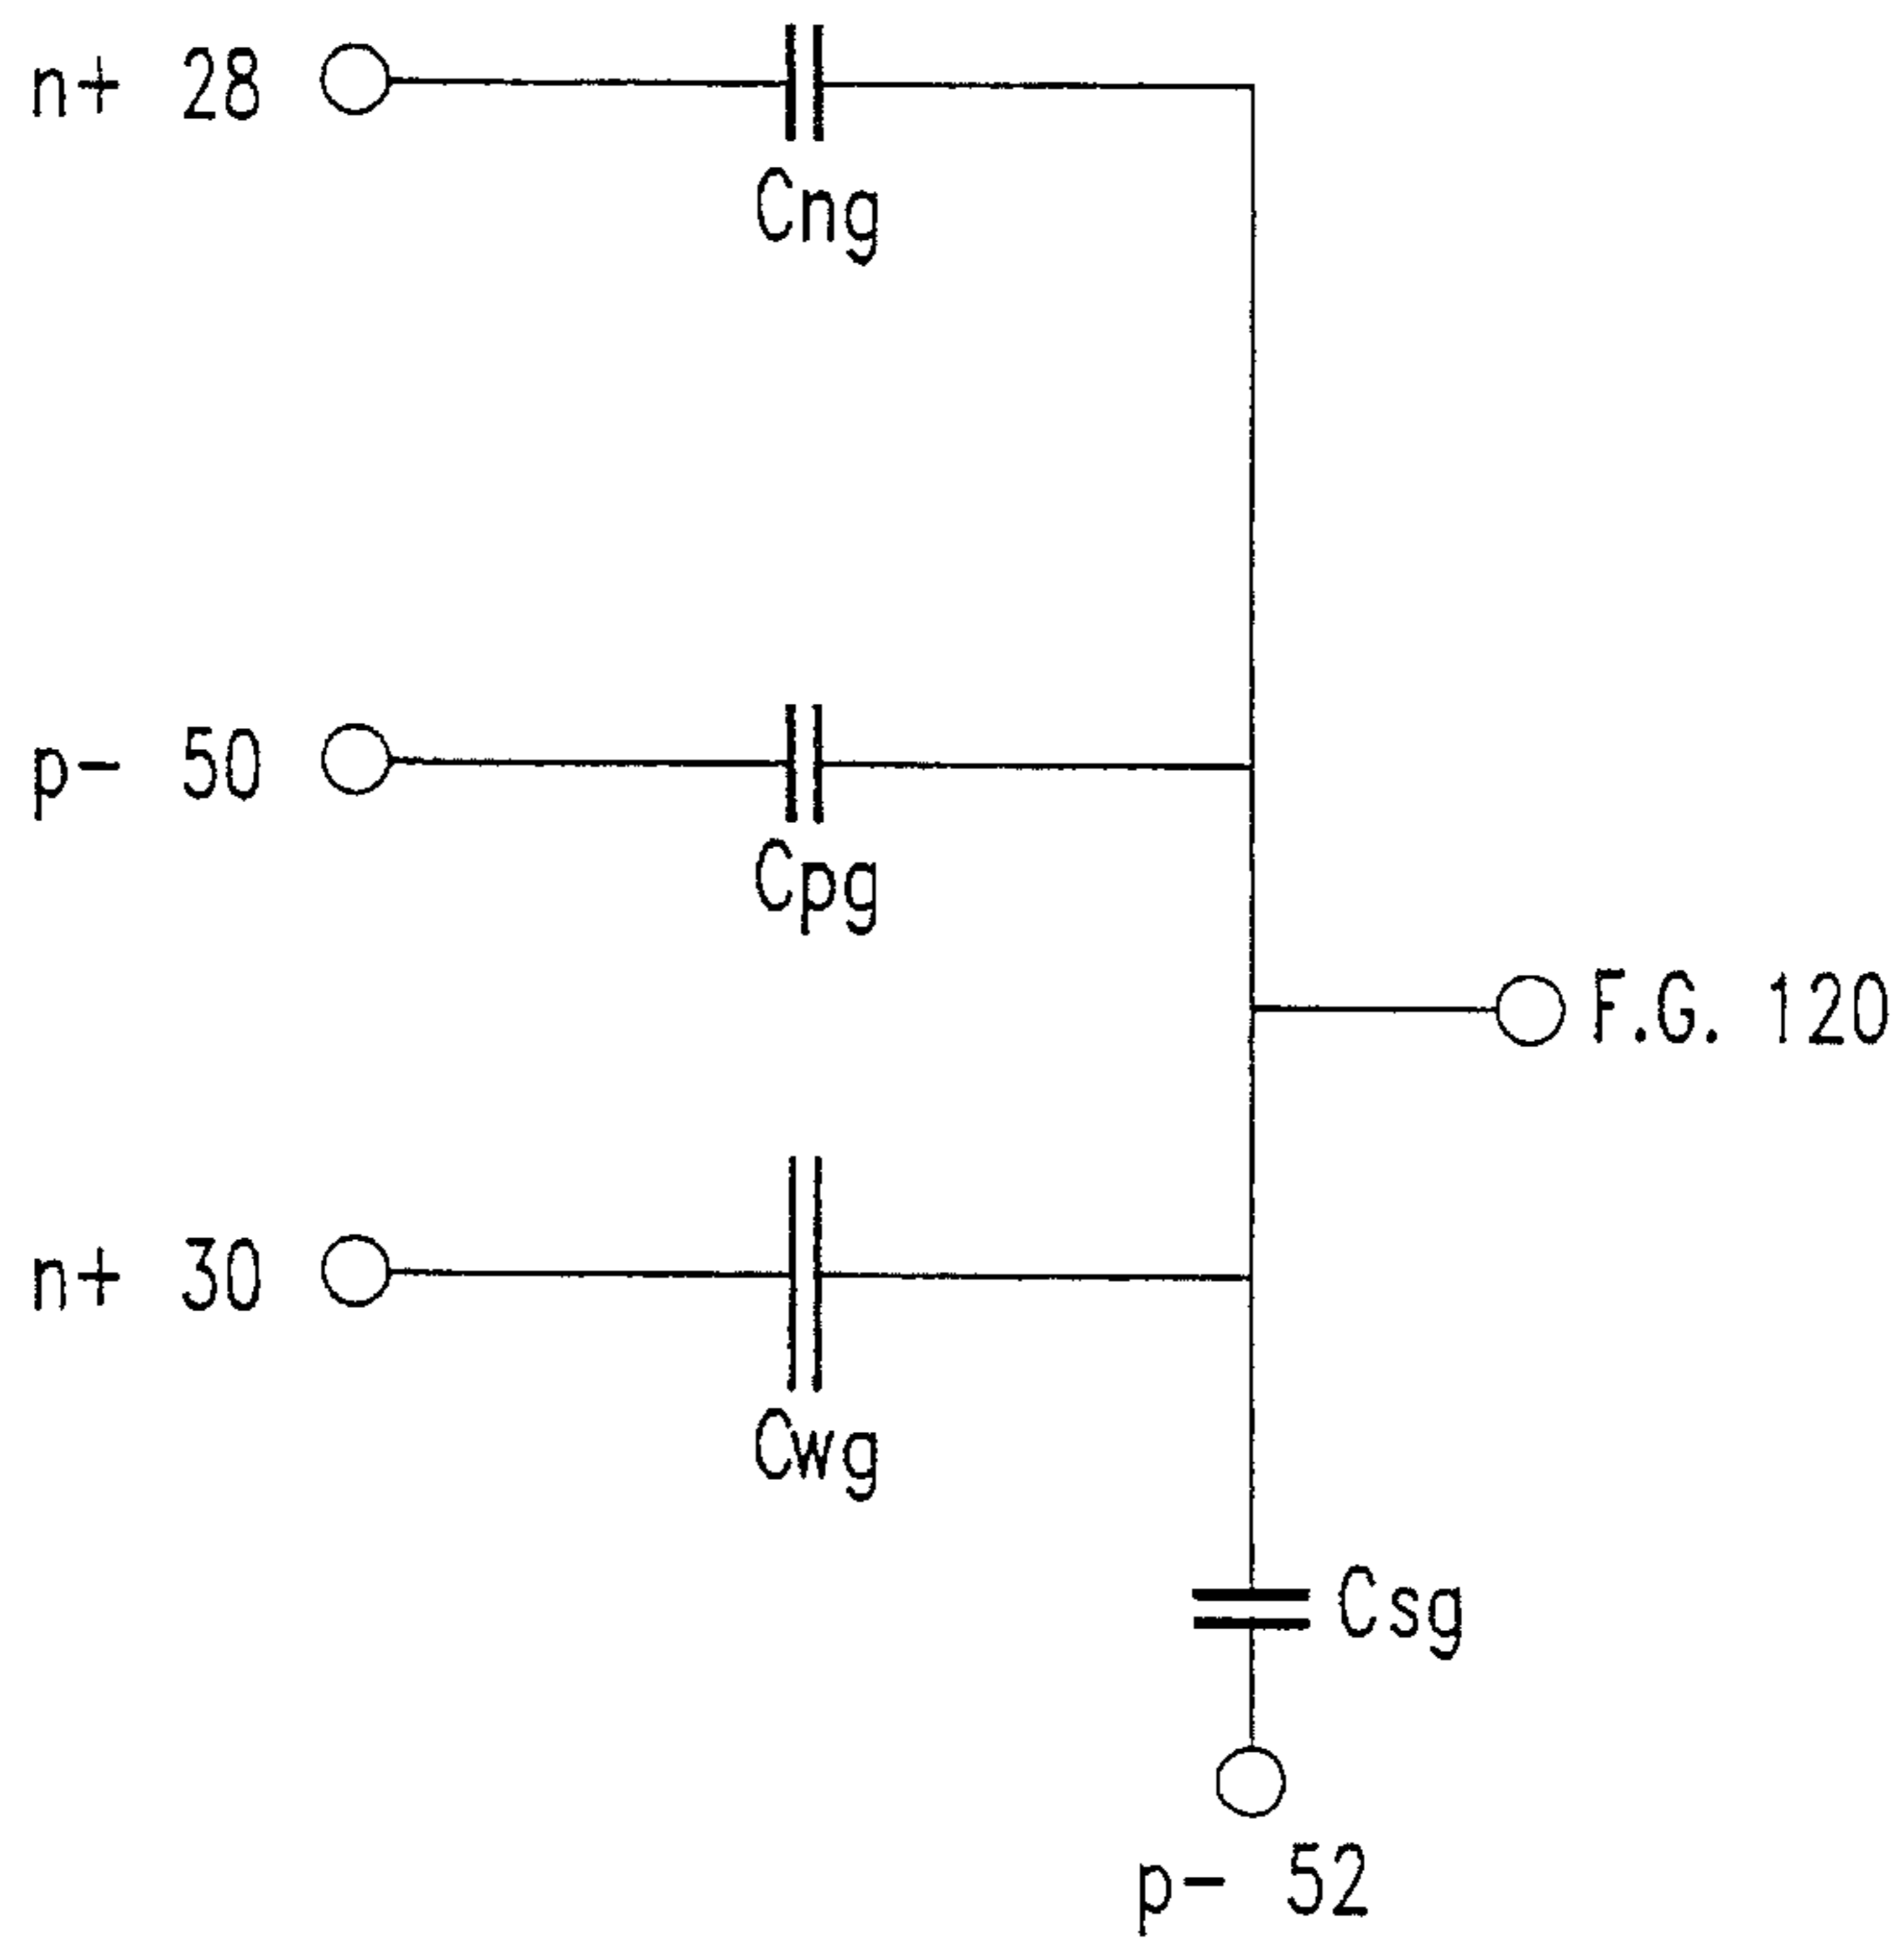 n+ 28
Cng
p- 50
Cpg
F.G. 120
n+ 30
Cwg
Csg
p- 52